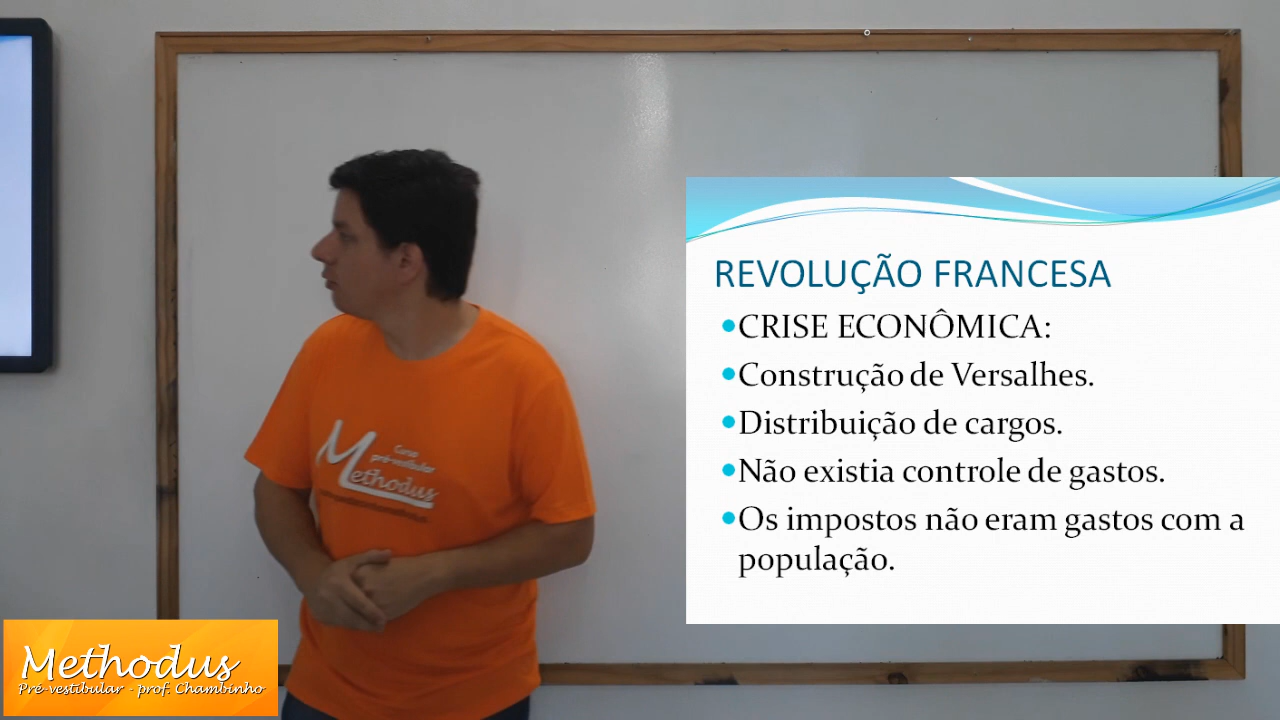 REVOLUÇÃO FRANCESA
CRISE ECONÔMICA:
Construção de Versalhes.
Distribuição de cargos.
Não existia controle de gastos.
Os impostos não eram gastos com a
população.
Curso
pré-vestibular
Methodus
Methodus
Pré-vestibular - prof. Chambinho